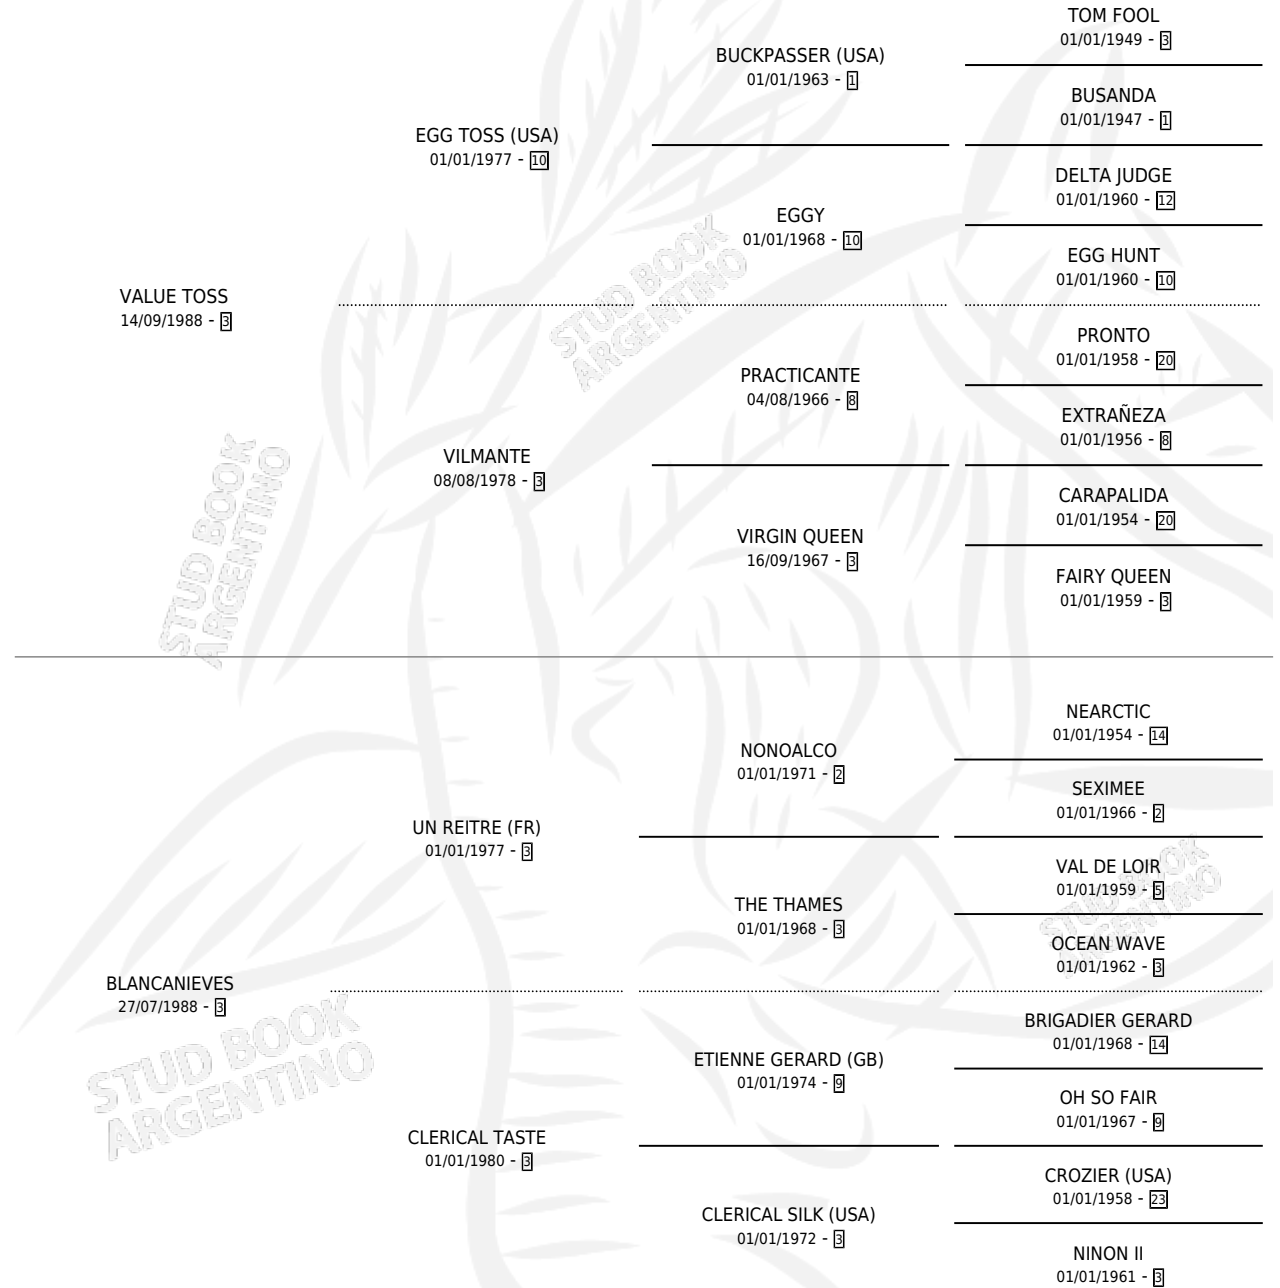 TOM FOOL
01/01/1949 - 3
BUCKPASSER (USA)
01/01/1963 - 1
BUSANDA
01/01/1947 - 1
EGG TOSS (USA)
01/01/1977 - 10
DELTA JUDGE
01/01/1960 - 12
EGGY
01/01/1968 - 10
EGG HUNT
01/01/1960 - 10
VALUE TOSS
14/09/1988 - 3
STUD BOOK
ARGENTINO
PRONTO
01/01/1958 - 20
PRACTICANTE
04/08/1966 - 8
EXTRAÑEZA
01/01/1956 - 8
VILMANTE
08/08/1978 - 3
CARAPALIDA
01/01/1954 - 20
VIRGIN QUEEN
16/09/1967 - 3
FAIRY QUEEN
01/01/1959 - 3
STUD BOOK
ARGENTINO
NEARCTIC
01/01/1954 - 14
NONOALCO
01/01/1971 - 2
SEXIMEE
01/01/1966 - 2
UN REITRE (FR)
01/01/1977 - 3
VAL DE LOIR
01/01/1959 - 5
THE THAMES
01/01/1968 - 3
OCEAN WAVE
01/01/1962 - 3
STUD BOOK
ARGENTINO
BLANCANIEVES
27/07/1988 - 3
BRIGADIER GERARD
01/01/1968 - 14
ETIENNE GERARD (GB)
01/01/1974 - 9
OH SO FAIR
01/01/1967 - 9
STUD BOOK
ARGENTINO
CLERICAL TASTE
01/01/1980 - 3
CROZIER (USA)
01/01/1958 - 23
CLERICAL SILK (USA)
01/01/1972 - 3
NINON II
01/01/1961 - 3